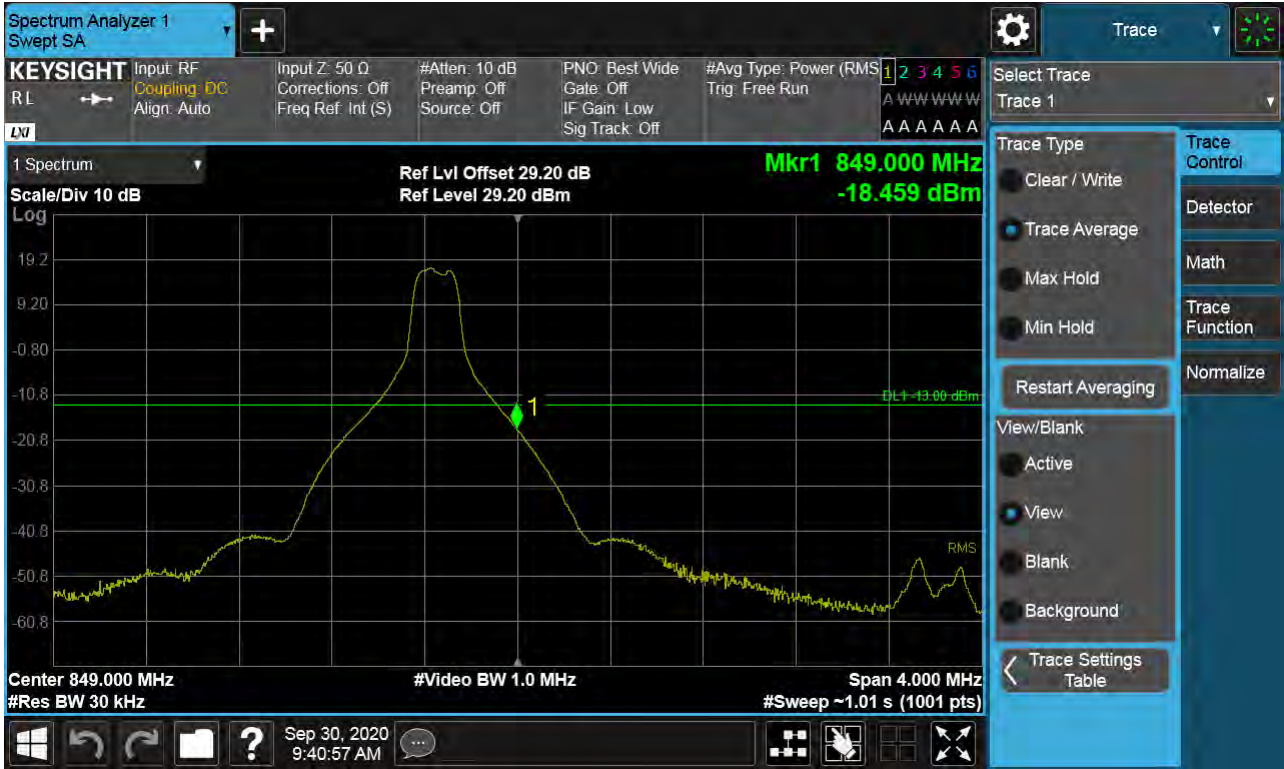 Spectrum Analyzer 1
Swept SA
+
Trace
KEYSIGHT
RL
LXI
Input: RF
Coupling: DC
Align: Auto
Input Z: 50 Ω
Corrections: Off
Freq Ref: Int (S)
#Atten: 10 dB
Preamp: Off
Source: Off
PNO: Best Wide
Gate: Off
IF Gain: Low
Sig Track: Off
#Avg Type: Power (RMS
Trig: Free Run
1 2 3 4 5 6
A W W W W W
A A A A A A
Select Trace
Trace 1
1 Spectrum
Scale/Div 10 dB
Log
Ref Lvl Offset 29.20 dB
Ref Level 29.20 dBm
Mkr1 849.000 MHz
-18.459 dBm
19.2
9.20
-0.80
-10.8
-20.8
-30.8
-40.8
-50.8
-60.8
DL1 -13.00 dBm
1
RMS
Center 849.000 MHz
#Video BW 1.0 MHz
Span 4.000 MHz
#Res BW 30 kHz
#Sweep ~1.01 s (1001 pts)
Trace Type
Clear / Write
Trace Average
Max Hold
Min Hold
Restart Averaging
View/Blank
Active
View
Blank
Background
Trace Settings
Table
Trace
Control
Detector
Math
Trace
Function
Normalize
?
Sep 30, 2020
9:40:57 AM